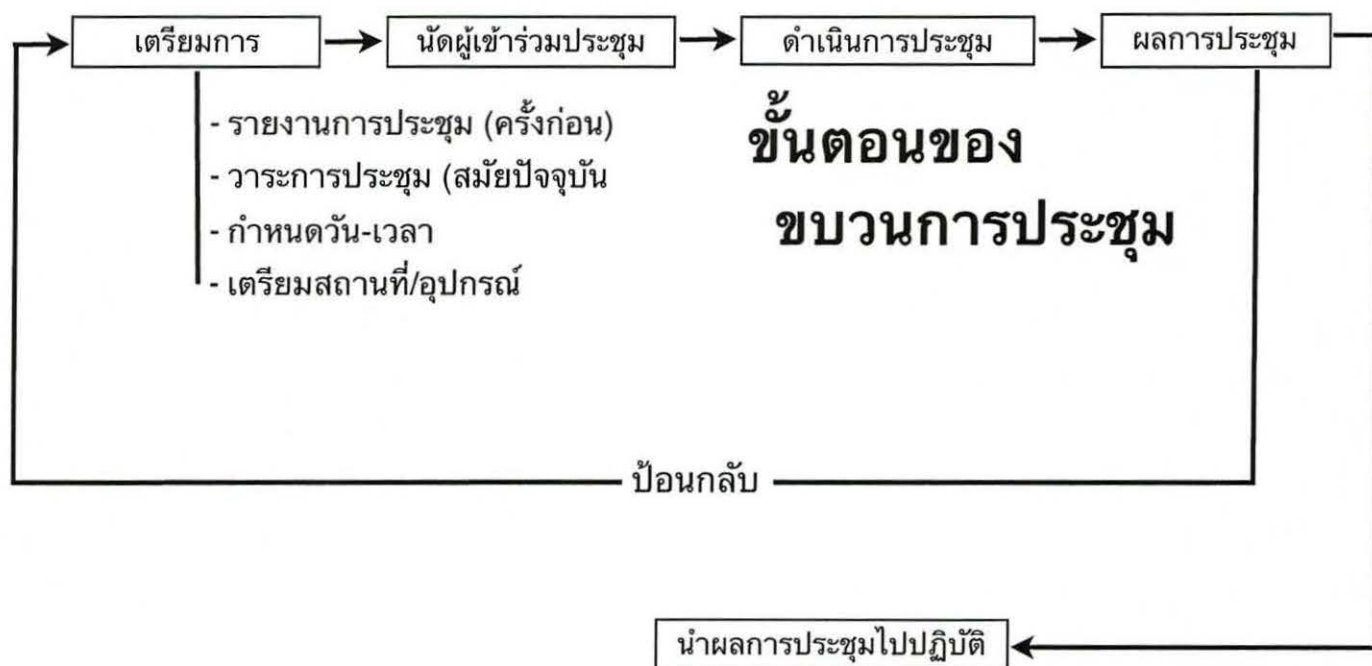 เตรียมการ
นัดผู้เข้าร่วมประชุม
ดำเนินการประชุม
ผลการประชุม
- รายงานการประชุม (ครั้งก่อน)
- วาระการประชุม (สมัยปัจจุบัน
- กำหนดวัน-เวลา
- เตรียมสถานที่/อุปกรณ์
ขั้นตอนของ
ขบวนการประชุม
ป้อนกลับ
นำผลการประชุมไปปฏิบัติ